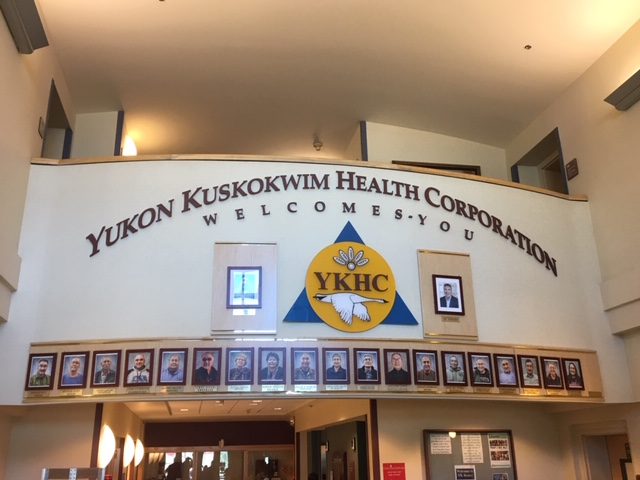 YUKON KUSKOKWIM HEALTH CORPORATION
WELCOMES-YOU
YKHC